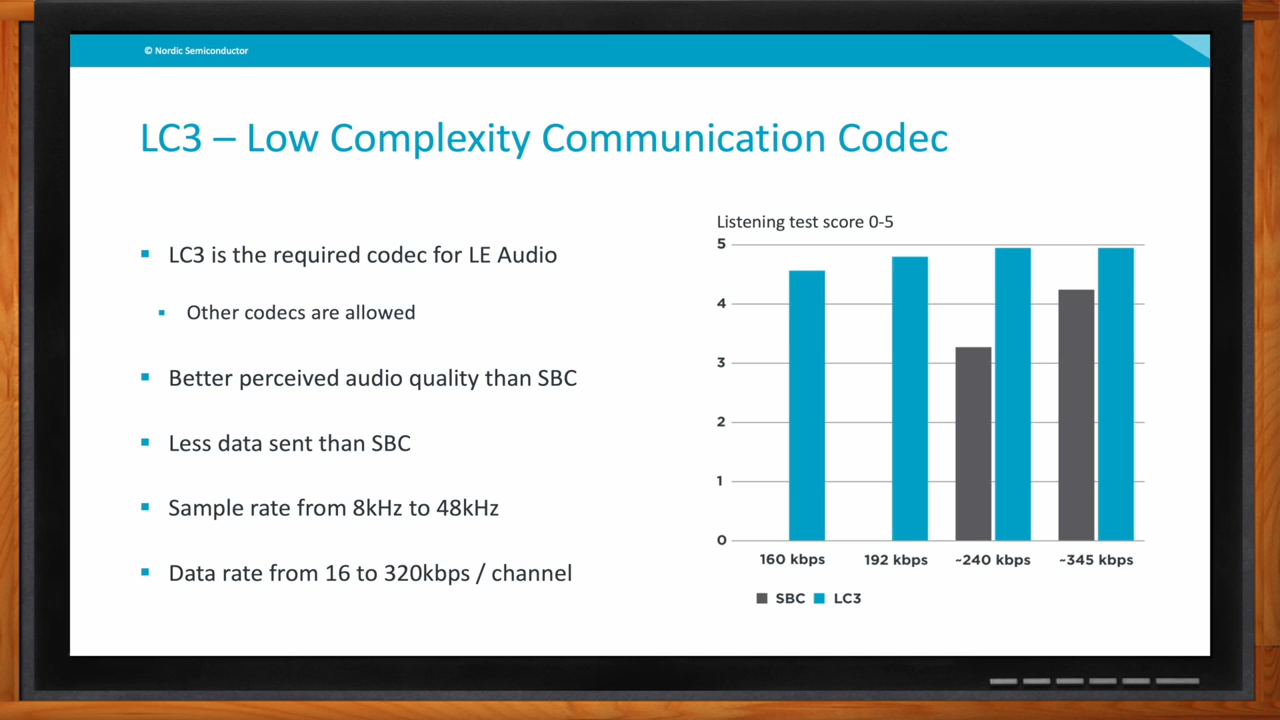 © Nordic Semiconductor
LC3 – Low Complexity Communication Codec
▪ LC3 is the required codec for LE Audio
▪ Other codecs are allowed
▪ Better perceived audio quality than SBC
▪ Less data sent than SBC
▪ Sample rate from 8kHz to 48kHz
▪ Data rate from 16 to 320kbps / channel
Listening test score 0-5
5
4
3
2
1
0
160 kbps 192 kbps ~240 kbps ~345 kbps
SBC LC3